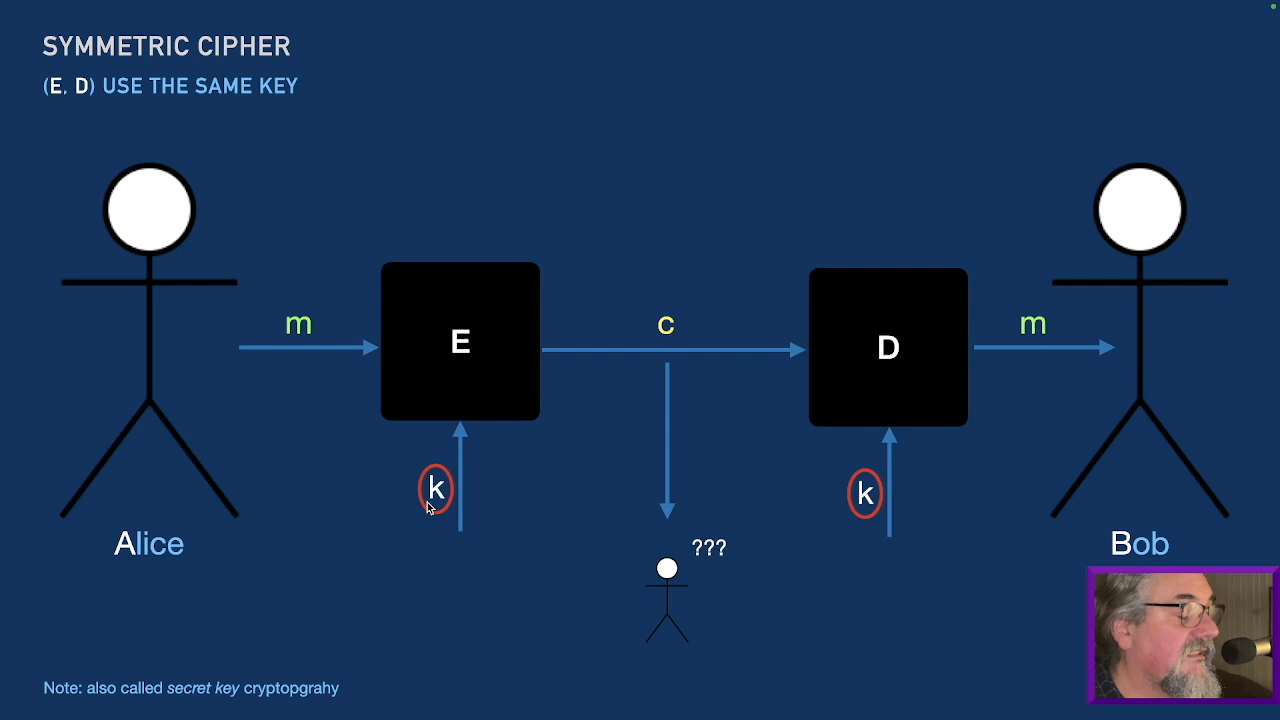 SYMMETRIC CIPHER
(E, D) USE THE SAME KEY
m
E
c
D
m
k
k
Alice
???
Bob
Note: also called secret key cryptopgrahy